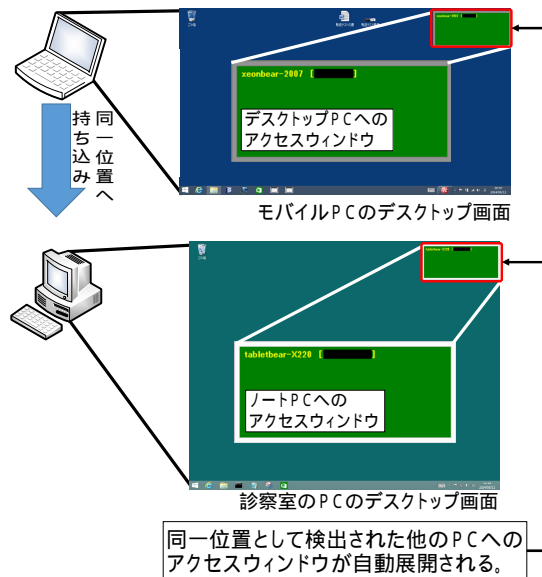 xeonbear-2007 [
デスクトップPCへの
アクセスウィンドウ
同一位置へ
持ち込み
モバイルPCのデスクトップ画面
tabletbear-X220 [
]
ノートPCへの
アクセスウィンドウ
診察室のPCのデスクトップ画面
同一位置として検出された他のPCへの
アクセスウィンドウが自動展開される。